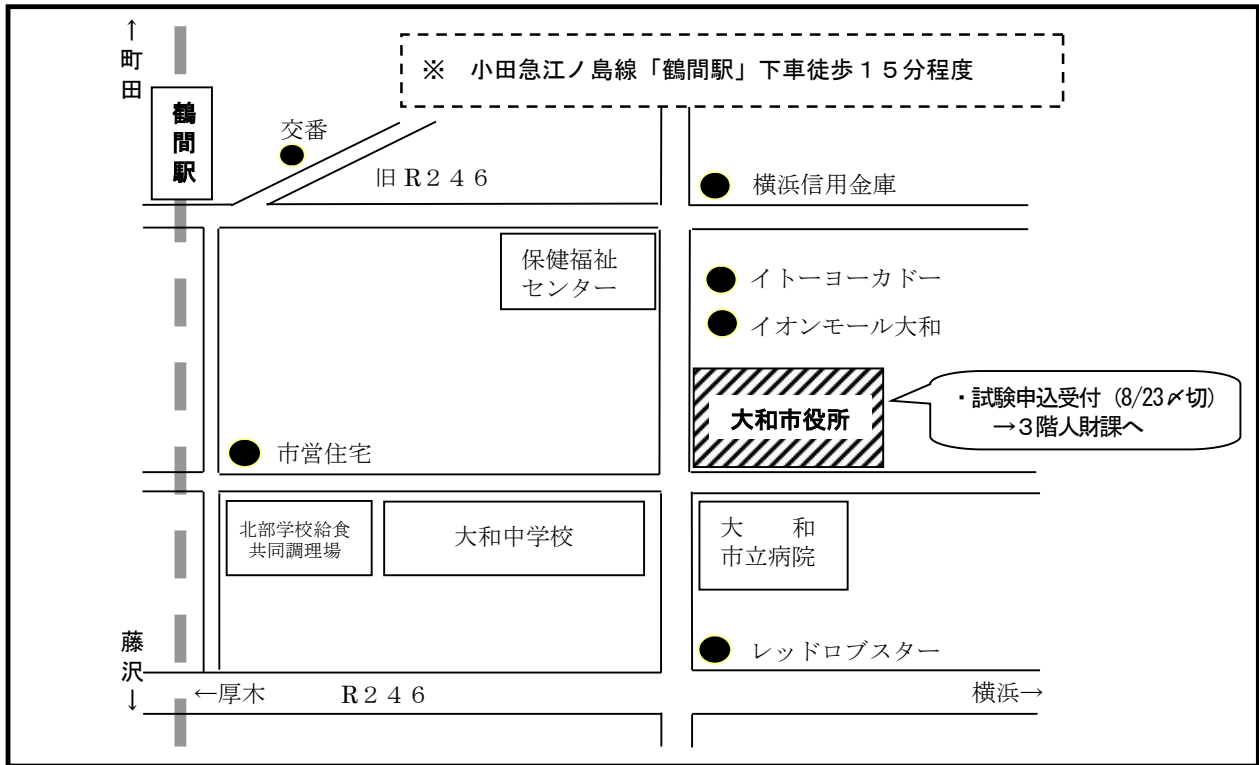 ↑町田
※ 小田急江ノ島線「鶴間駅」下車徒歩15分程度
鶴間駅
交番
旧R246
横浜信用金庫
保健福祉
センター
イトーヨーカドー
イオンモール大和
大和市役所
・試験申込受付 (8/23〆切)
→3階人財課へ
市営住宅
北部学校給食
共同調理場
大和中学校
大 和
市立病院
藤沢↓
レッドロブスター
←厚木 R246
横浜→